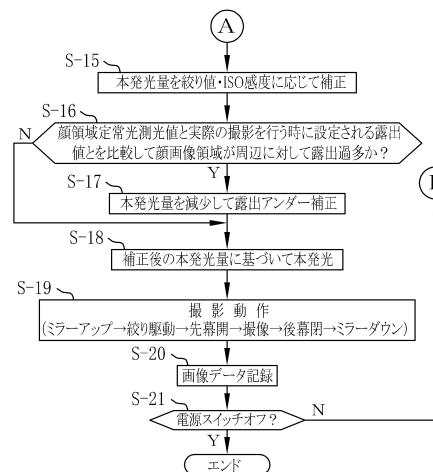 A
S-15
本発光量を絞り値・ISO感度に応じて補正
S-16
顔領域定常光測光値と実際の撮影を行う時に設定される露出
値とを比較して顔画像領域が周辺に対して露出過多か?
N
Y
S-17
本発光量を減少して露出アンダー補正
S-18
補正後の本発光量に基づいて本発光
S-19
撮影動作
(ミラーアップ→絞り駆動→先幕開→撮像→後幕閉→ミラーダウン)
S-20
画像データ記録
S-21
電源スイッチオフ?
N
Y
エンド